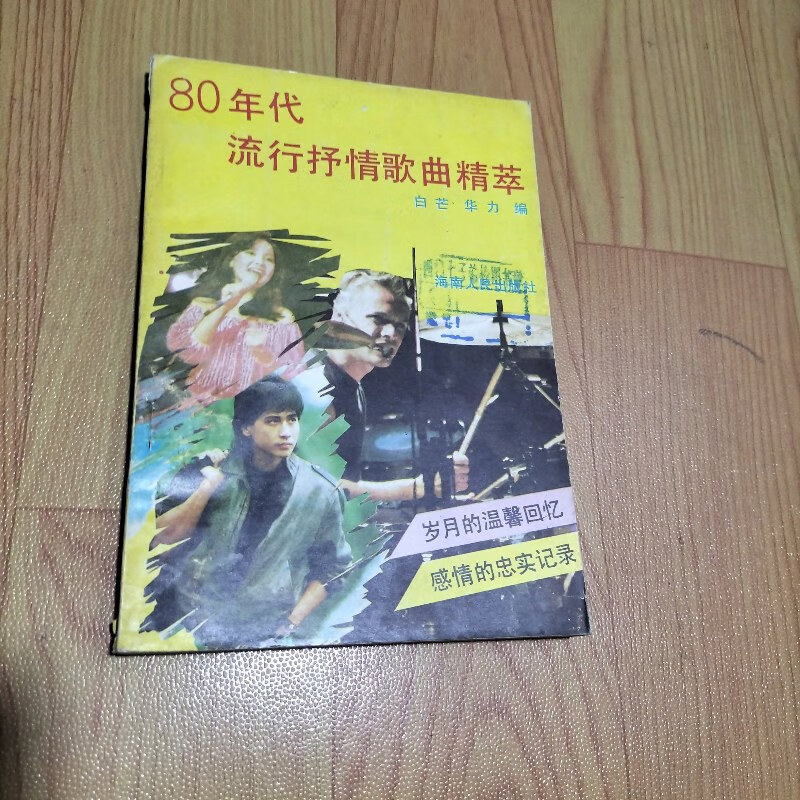 80年代
流行抒情歌曲精萃
白芒·华力 编
海南人民出版社
岁月的温馨回忆
感情的忠实记录